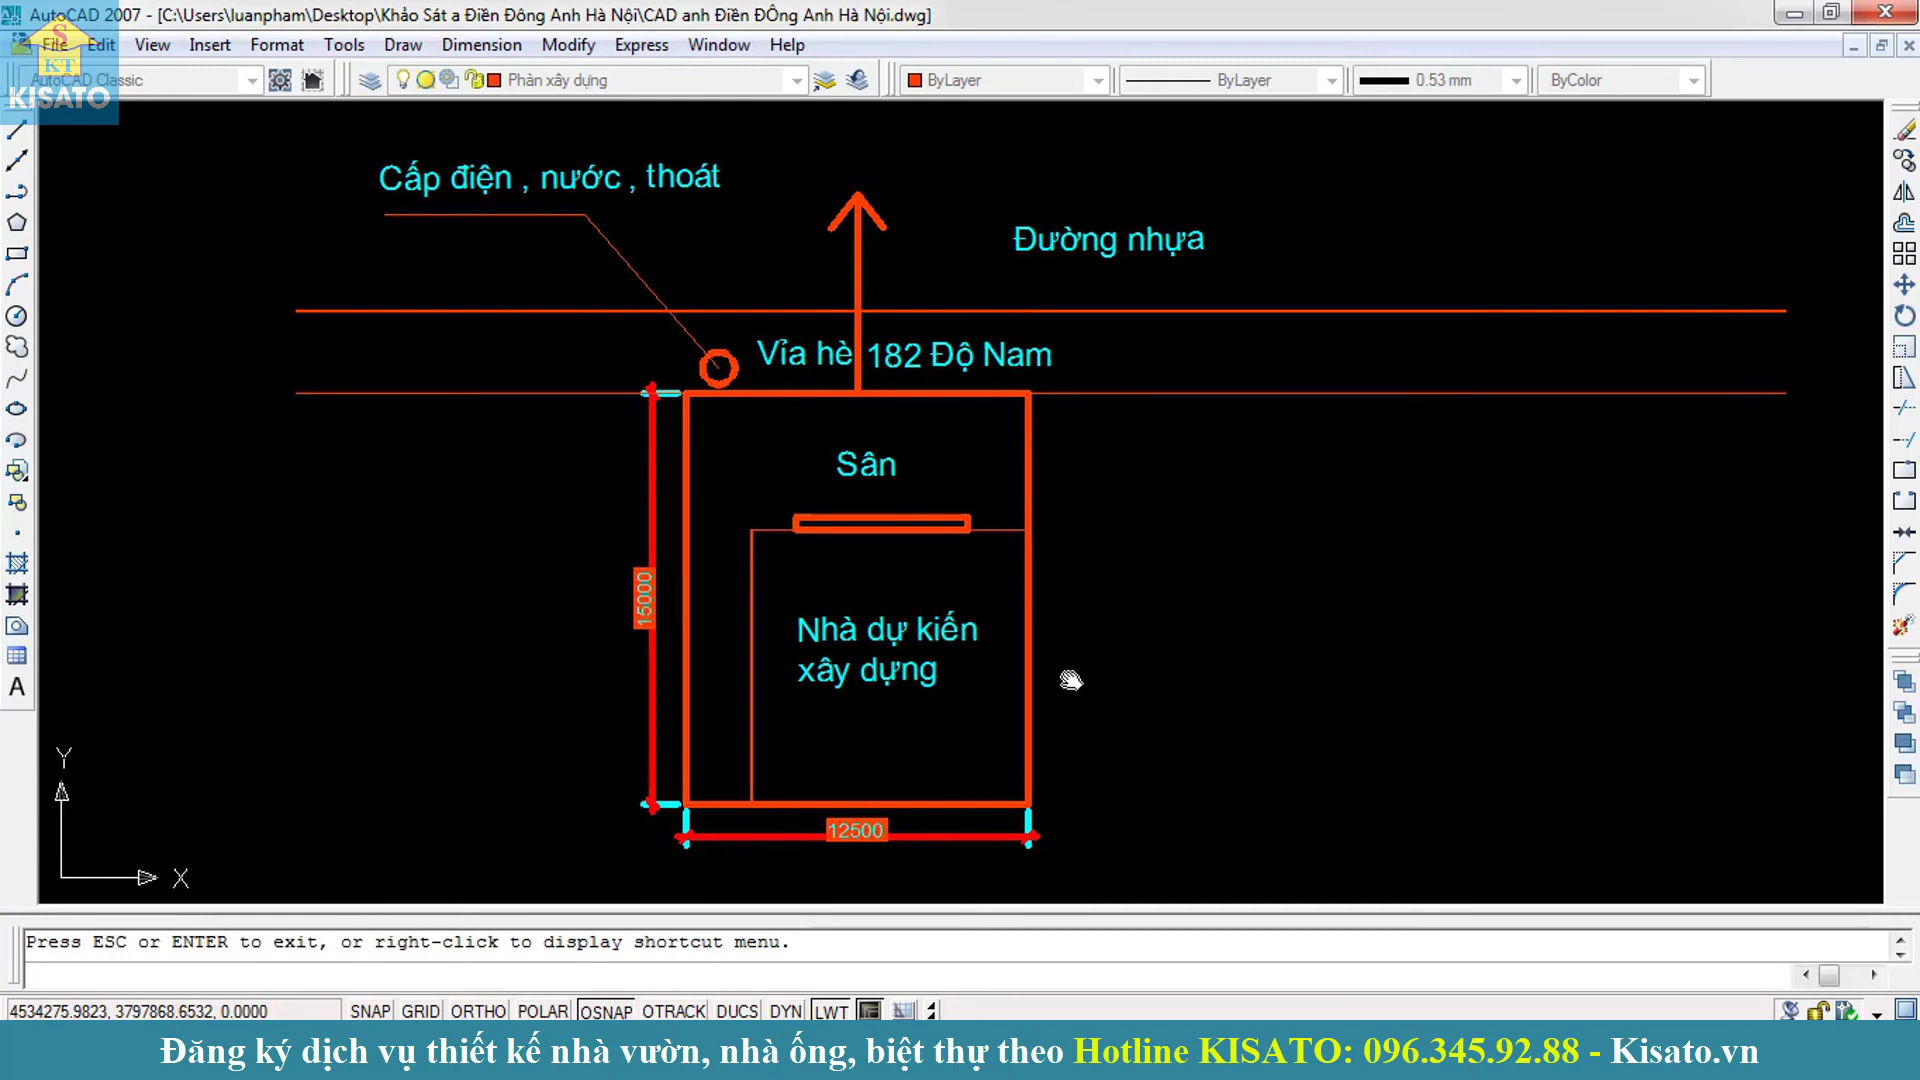 AutoCAD 2007 - [C:\Users\luanpham\Desktop\Khảo Sát a Điền Đông Anh Hà Nội\CAD anh Điền ĐÔng Anh Hà Nội.dwg]
File Edit View Insert Format Tools Draw Dimension Modify Express Window Help
S
KT
KISATO
AutoCAD Classic
Phàn xây dựng
ByLayer
ByLayer
0.53 mm
ByColor
Cấp điện , nước , thoát
Đường nhựa
Vỉa hè
182 Độ Nam
Sân
15000
Nhà dự kiến
xây dựng
12500
Y
X
A
Press ESC or ENTER to exit, or right-click to display shortcut menu.
4534275.9823, 3797868.6532, 0.0000
SNAP GRID ORTHO POLAR OSNAP OTRACK DUCS DYN LWT
Đăng ký dịch vụ thiết kế nhà vườn, nhà ống, biệt thự theo Hotline KISATO: 096.345.92.88 - Kisato.vn